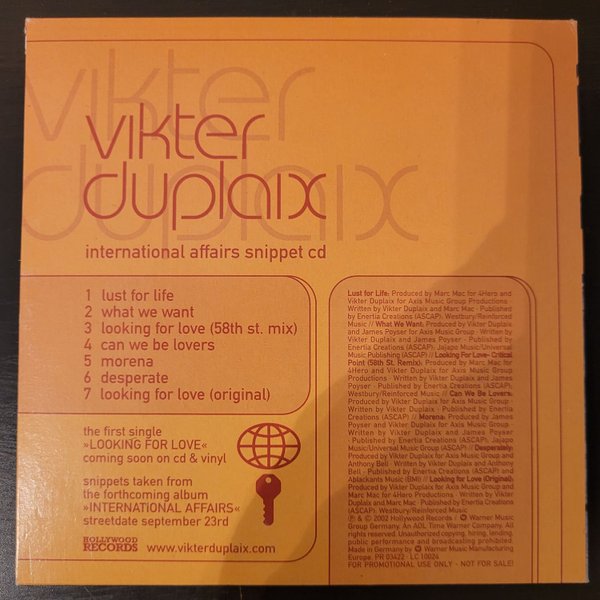 vikter
duplaix
vikter
duplaix
international affairs snippet cd
1 lust for life
2 what we want
3 looking for love (58th st. mix)
4 can we be lovers
5 morena
6 desperate
7 looking for love (original)
the first single
»LOOKING FOR LOVE«
coming soon on cd & vinyl
snippets taken from
the forthcoming album
»INTERNATIONAL AFFAIRS«
streetdate september 23rd
HOLLYWOOD
RECORDS
www.vikterduplaix.com
Lust for Life: Produced by Marc Mac for 4Hero and
Vikter Duplaix for Axis Music Group Productions ·
Written by Vikter Duplaix and Marc Mac · Published
by Enertia Creations (ASCAP); Westbury/Reinforced
Music // What We Want: Produced by Vikter Duplaix
and James Poyser for Axis Music Group · Written by
Vikter Duplaix and James Poyser · Published by
Enertia Creations (ASCAP); Jajapo Music/Universal
Music Publishing (ASCAP) // Looking For Love- Critical
Point (58th St. Remix): Produced by Marc Mac for
4Hero and Vikter Duplaix for Axis Music Group
Productions · Written by Vikter Duplaix and James
Poyser · Published by Enertia Creations (ASCAP);
Westbury/Reinforced Music // Can We Be Lovers:
Produced by Vikter Duplaix for Axis Music Group ·
Written by Vikter Duplaix · Published by Enertia
Creations (ASCAP) // Morena: Produced by James
Poyser and Vikter Duplaix for Axis Music Group ·
Written by Vikter Duplaix and James Poyser
· Published by Enertia Creations (ASCAP), Jajapo
Music/Universal Music Group (ASCAP) // Desperately:
Produced by Vikter Duplaix for Axis Music Group and
Anthony Bell · Written by Vikter Duplaix and Anthony
Bell · Published by Enertia Creations (ASCAP) and
Ablackants Music (BMI) // Looking for Love (Original):
Produced by Vikter Duplaix for Axis Music Group and
Marc Mac for 4Hero Productions · Written by Vikter
Duplaix and Marc Mac · Published by Enertia Creations
(ASCAP); Westbury/Reinforced Music
℗ & © 2002 Hollywood Records / Warner Music
Group Germany. An AOL Time Warner Company. All
rights reserved. Unauthorized copying, hiring, lending,
public performance and broadcasting prohibited.
Made in Germany by Warner Music Manufacturing
Europe. PR 03422 · LC 10026
FOR PROMOTIONAL USE ONLY - NOT FOR SALE!